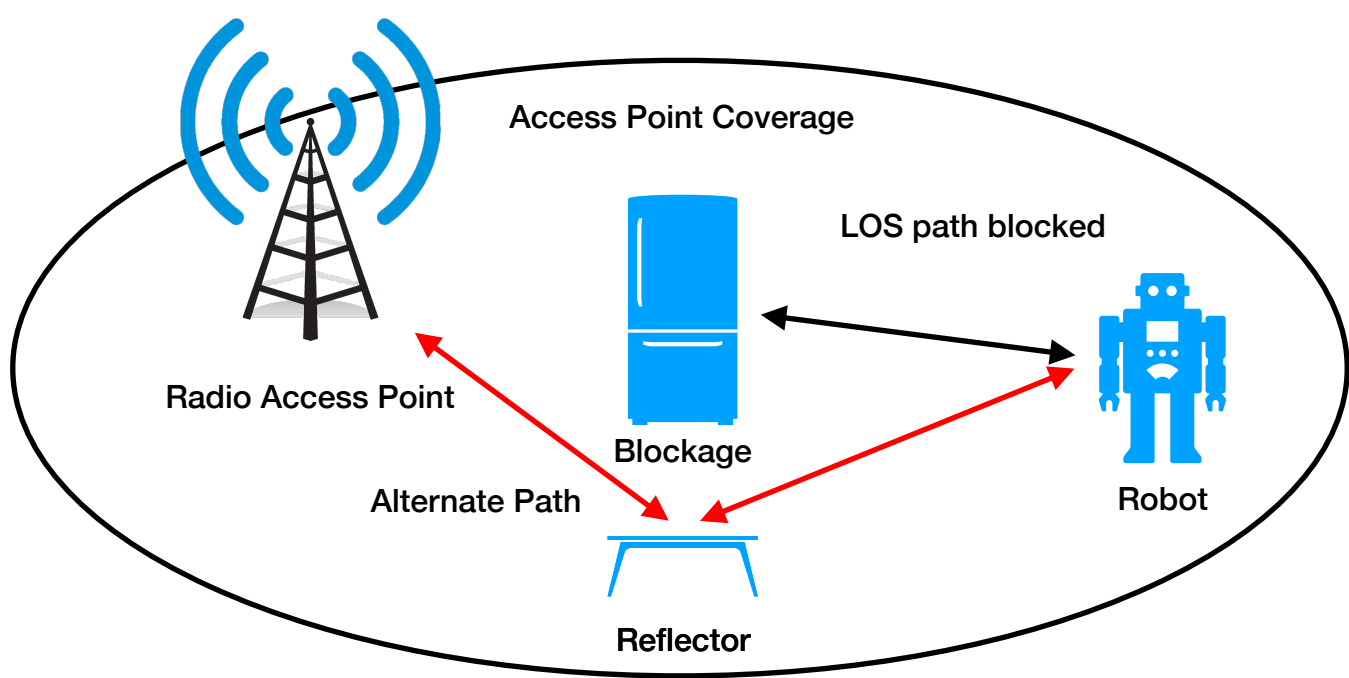 Access Point Coverage
LOS path blocked
Radio Access Point
Blockage
Alternate Path
Robot
Reflector